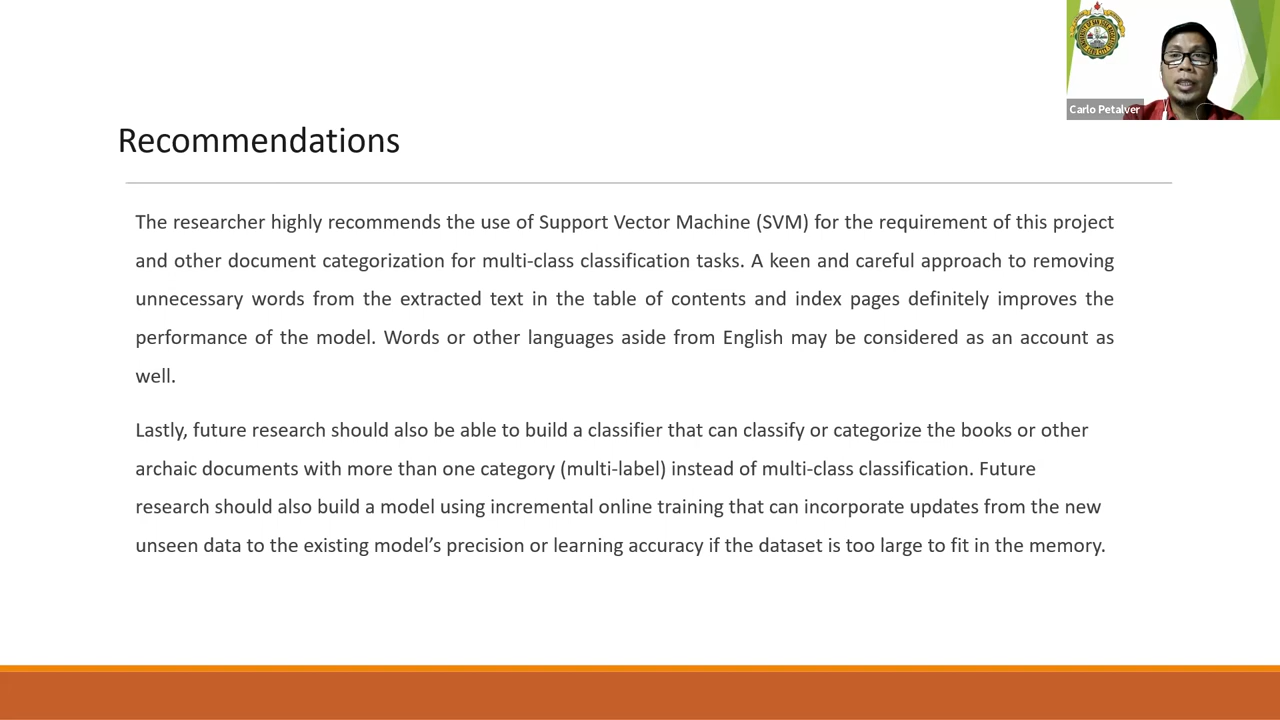 Carlo Petalver
Recommendations
The researcher highly recommends the use of Support Vector Machine (SVM) for the requirement of this project
and other document categorization for multi-class classification tasks. A keen and careful approach to removing
unnecessary words from the extracted text in the table of contents and index pages definitely improves the
performance of the model. Words or other languages aside from English may be considered as an account as
well.
Lastly, future research should also be able to build a classifier that can classify or categorize the books or other
archaic documents with more than one category (multi-label) instead of multi-class classification. Future
research should also build a model using incremental online training that can incorporate updates from the new
unseen data to the existing model’s precision or learning accuracy if the dataset is too large to fit in the memory.